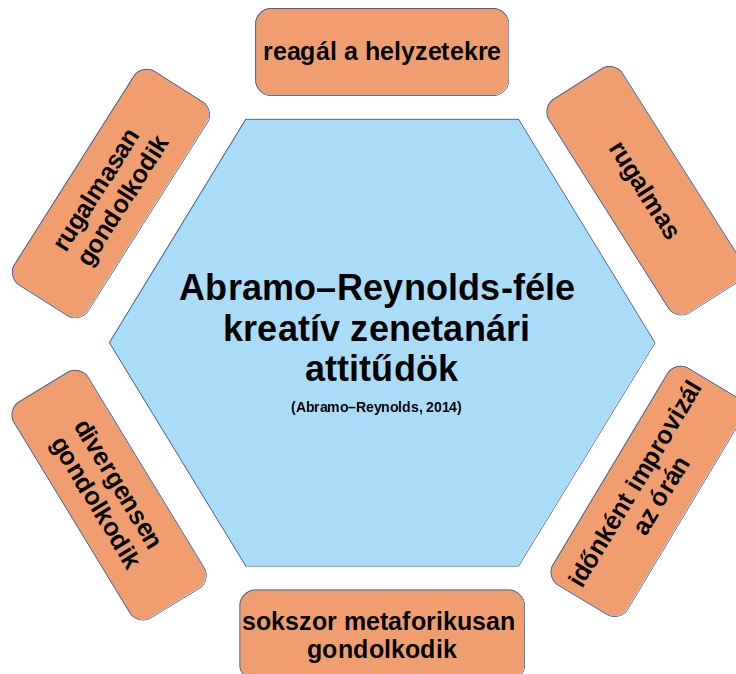 reagál a helyzetekre
rugalmasan
gondolkodik
rugalmas
Abramo–Reynolds-féle
kreatív zenetanári
attitűdök
(Abramo–Reynolds, 2014)
divergensen
gondolkodik
időnként improvizál
az órán
sokszor metaforikusan
gondolkodik